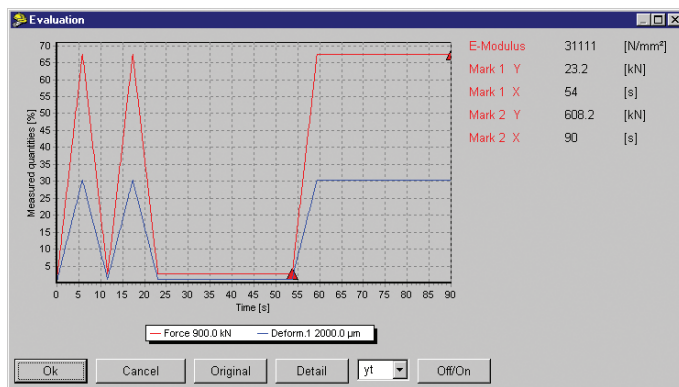 Evaluation
E-Modulus 31111 [N/mm²]
Mark 1 Y 23.2 [kN]
Mark 1 X 54 [s]
Mark 2 Y 608.2 [kN]
Mark 2 X 90 [s]
Measured quantities [%]
70
65
60
55
50
45
40
35
30
25
20
15
10
5
0 5 10 15 20 25 30 35 40 45 50 55 60 65 70 75 80 85 90
Time [s]
Force 900.0 kN Deform.1 2000.0 µm
Ok Cancel Original Detail yt Off/On